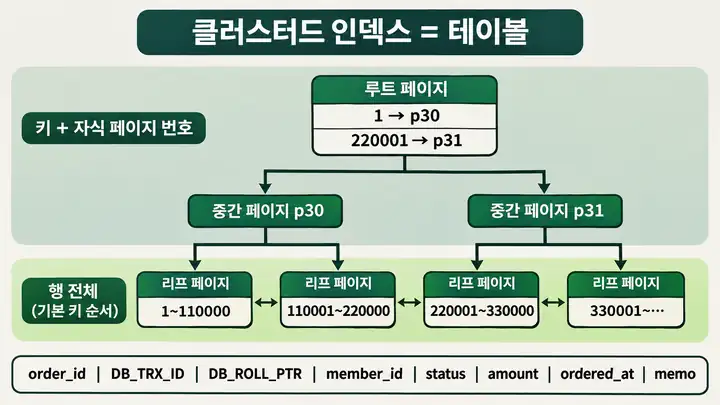 클러스터드 인덱스 = 테이볼
키 + 자식 페이지 번호
루트 페이지
1 → p30
220001 → p31
중간 페이지 p30
중간 페이지 p31
행 전체
(기본 키 순서)
리프 페이지
1~110000
리프 페이지
110001~220000
리프 페이지
220001~330000
리프 페이지
330001~⋯
order_id | DB_TRX_ID | DB_ROLL_PTR | member_id | status | amount | ordered_at | memo